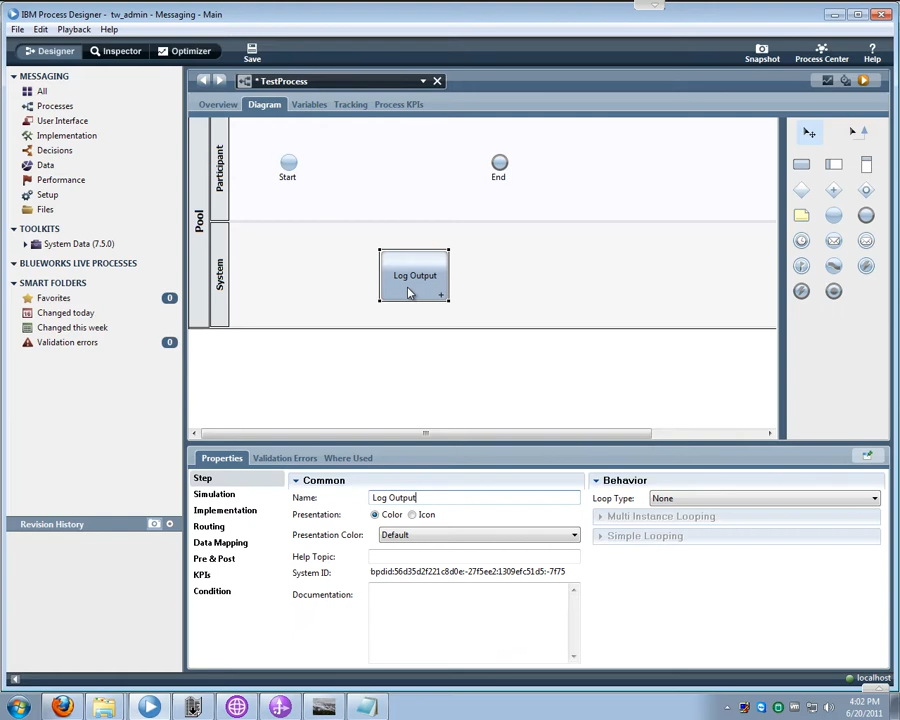 IBM Process Designer - tw_admin - Messaging - Main
File Edit Playback Help
Designer Inspector Optimizer Save Snapshot Process Center Help
MESSAGING
All
Processes
User Interface
Implementation
Decisions
Data
Performance
Setup
Files
TOOLKITS
System Data (7.5.0)
BLUEWORKS LIVE PROCESSES
SMART FOLDERS
Favorites 0
Changed today
Changed this week
Validation errors 0
Revision History
* TestProcess
Overview Diagram Variables Tracking Process KPIs
Pool
Participant
Start
End
System
Log Output
Properties Validation Errors Where Used
Step
Simulation
Implementation
Routing
Data Mapping
Pre & Post
KPIs
Condition
Common
Name: Log Output
Presentation: Color Icon
Presentation Color: Default
Help Topic:
System ID: bpdid:56d35d2f221c8d0e:-27f5ee2:1309efc51d5:-7f75
Documentation:
Behavior
Loop Type: None
Multi Instance Looping
Simple Looping
localhost
4:02 PM
6/20/2011